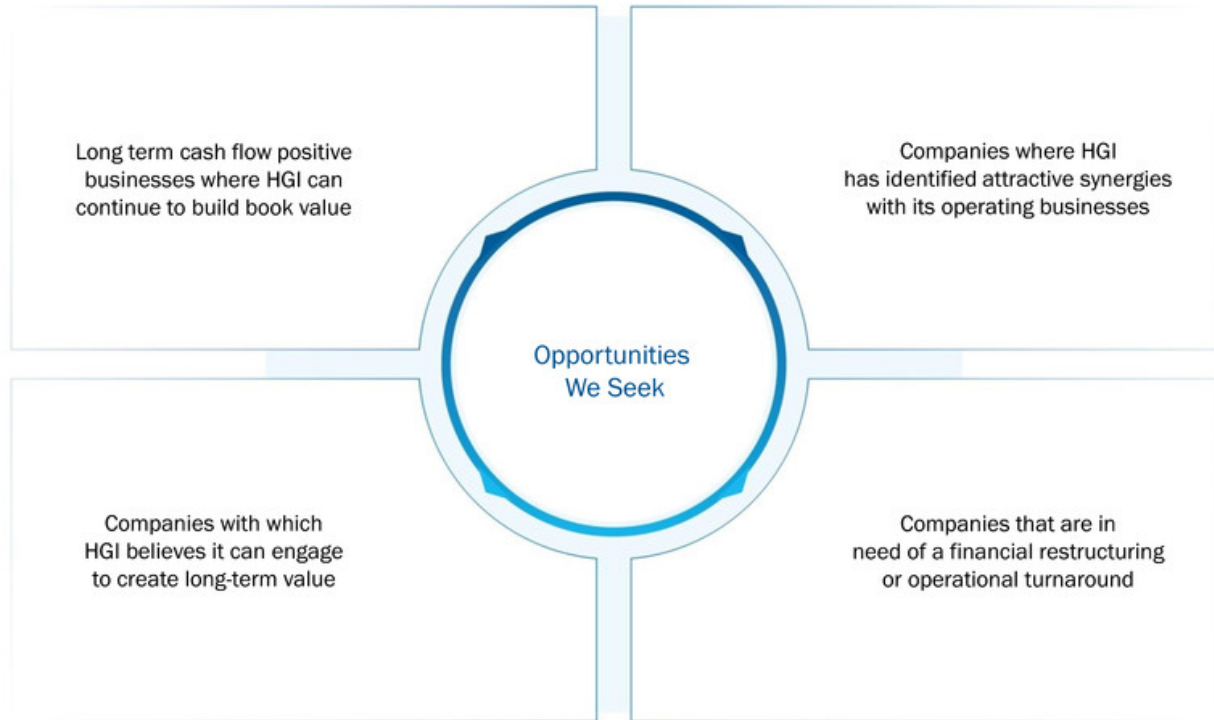 Long term cash flow positive
businesses where HGI can
continue to build book value
Companies where HGI
has identified attractive synergies
with its operating businesses
Opportunities
We Seek
Companies with which
HGI believes it can engage
to create long-term value
Companies that are in
need of a financial restructuring
or operational turnaround